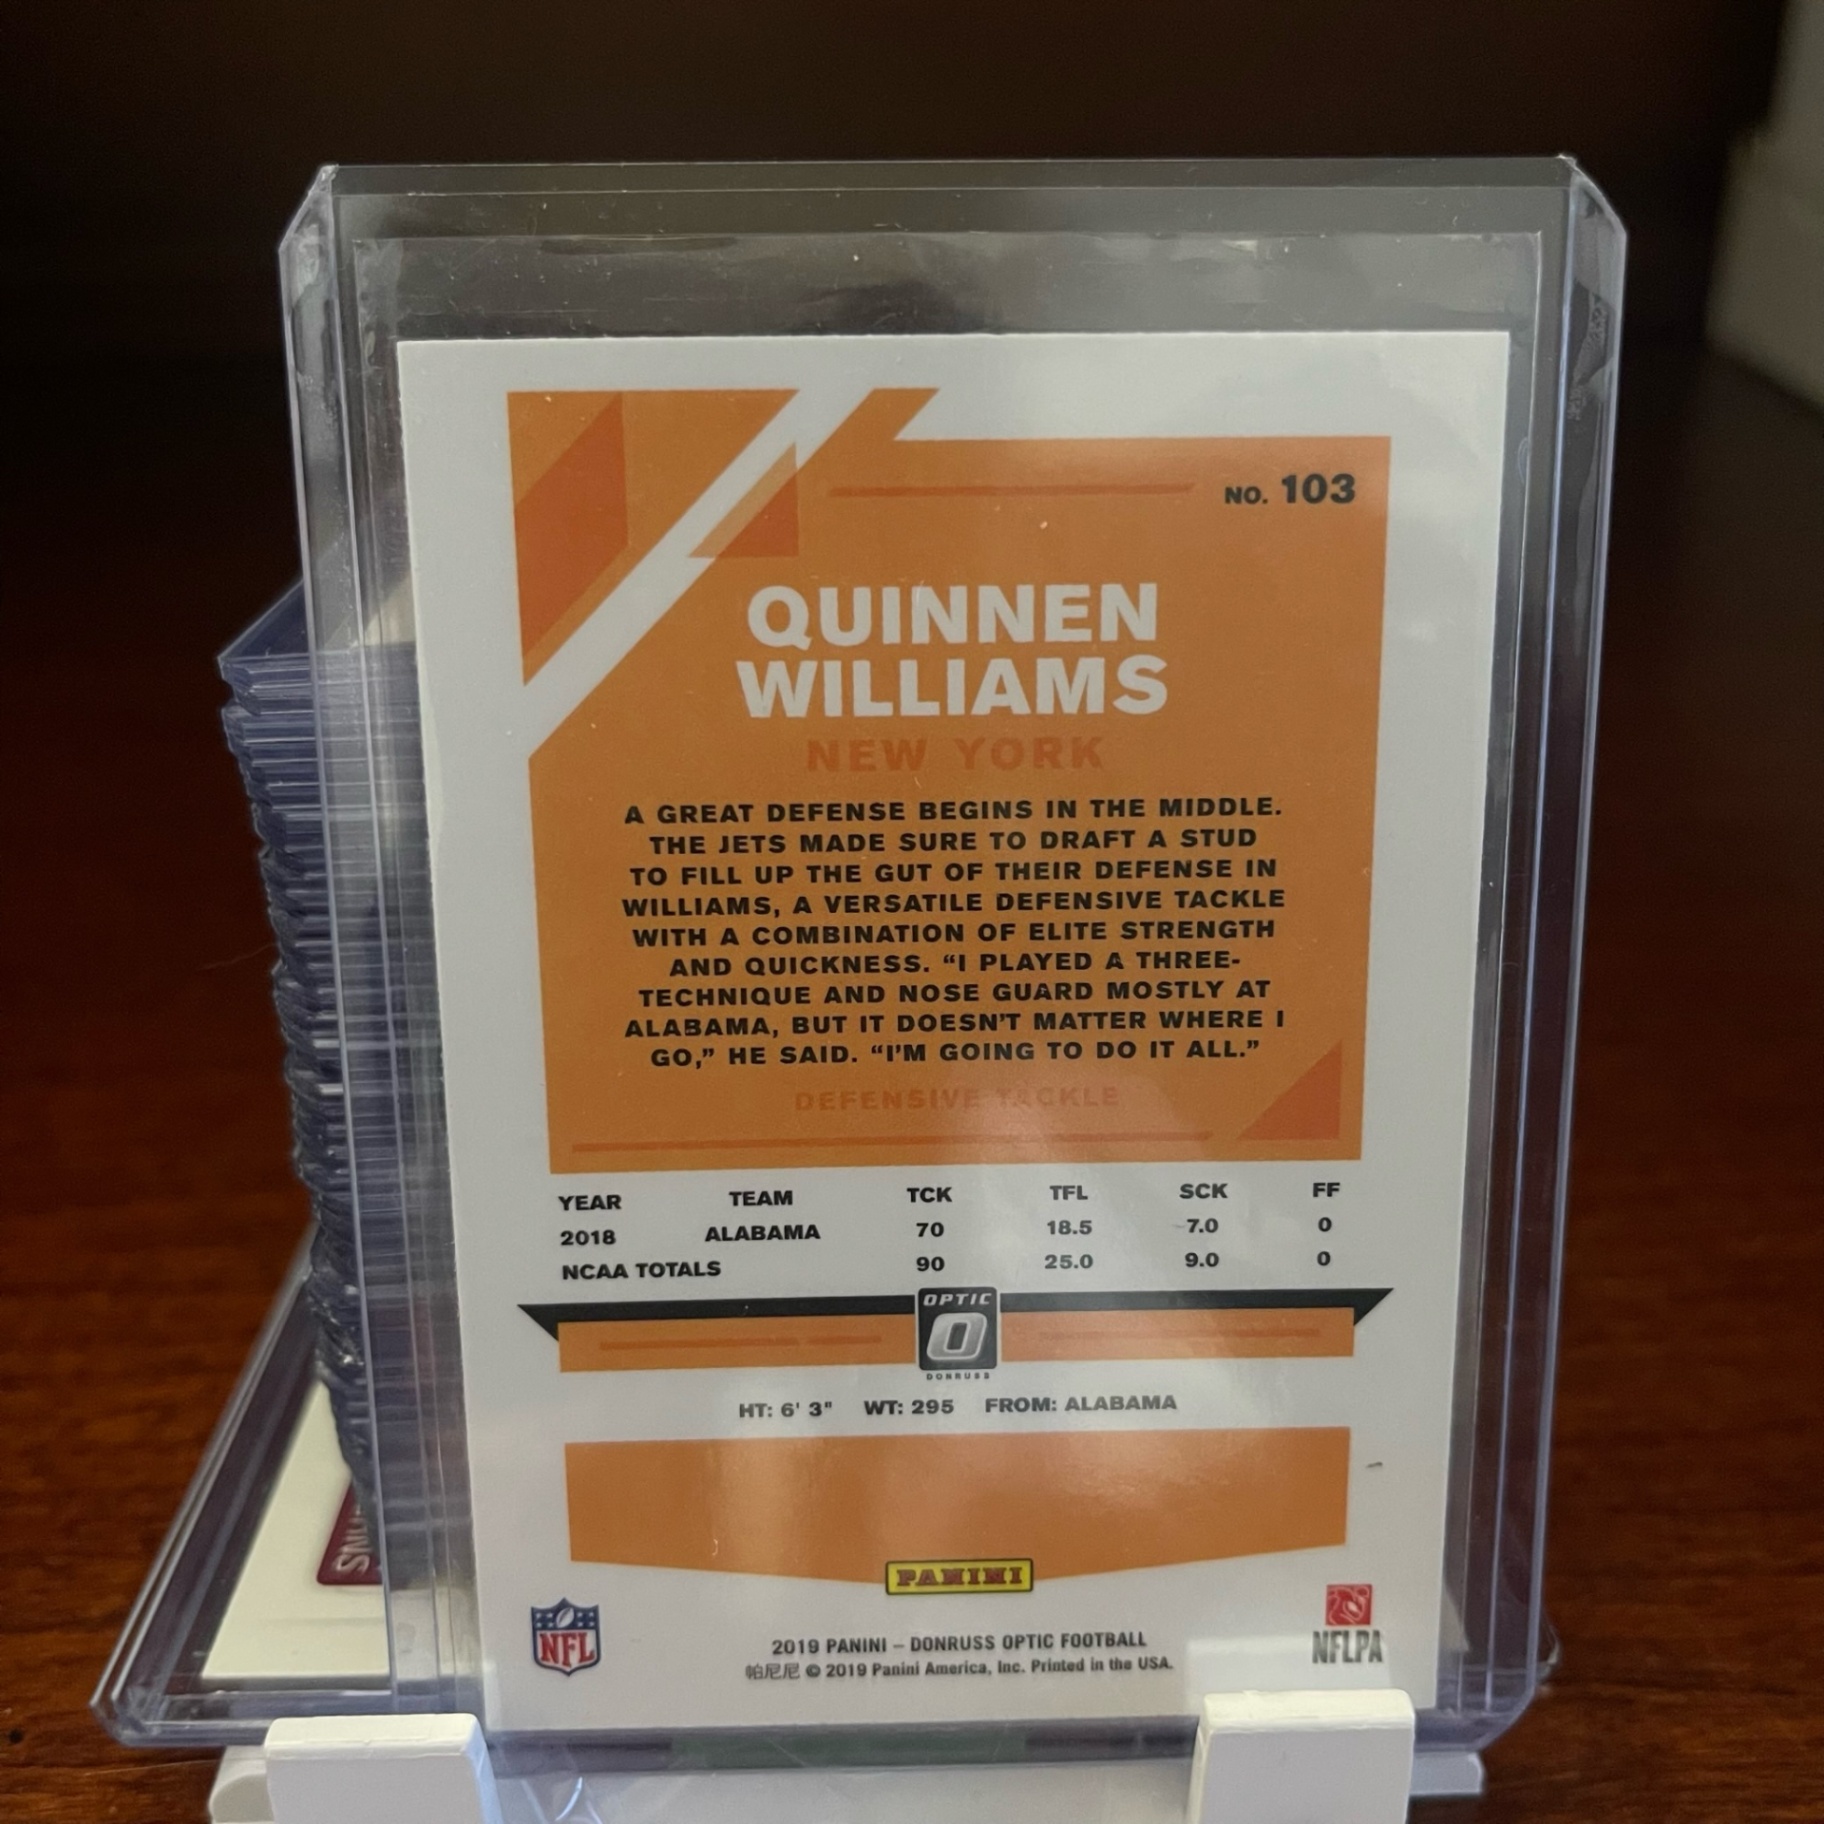 NO. 103
QUINNEN
WILLIAMS
NEW YORK
A GREAT DEFENSE BEGINS IN THE MIDDLE.
THE JETS MADE SURE TO DRAFT A STUD
TO FILL UP THE GUT OF THEIR DEFENSE IN
WILLIAMS, A VERSATILE DEFENSIVE TACKLE
WITH A COMBINATION OF ELITE STRENGTH
AND QUICKNESS. “I PLAYED A THREE-
TECHNIQUE AND NOSE GUARD MOSTLY AT
ALABAMA, BUT IT DOESN’T MATTER WHERE I
GO,” HE SAID. “I’M GOING TO DO IT ALL.”
DEFENSIVE TACKLE
YEAR TEAM TCK TFL SCK FF
2018 ALABAMA 70 18.5 7.0 0
NCAA TOTALS 90 25.0 9.0 0
OPTIC
O
DONRUSS
HT: 6' 3" WT: 295 FROM: ALABAMA
PANINI
NFL
NFLPA
2019 PANINI – DONRUSS OPTIC FOOTBALL
帕尼尼 © 2019 Panini America, Inc. Printed in the USA.